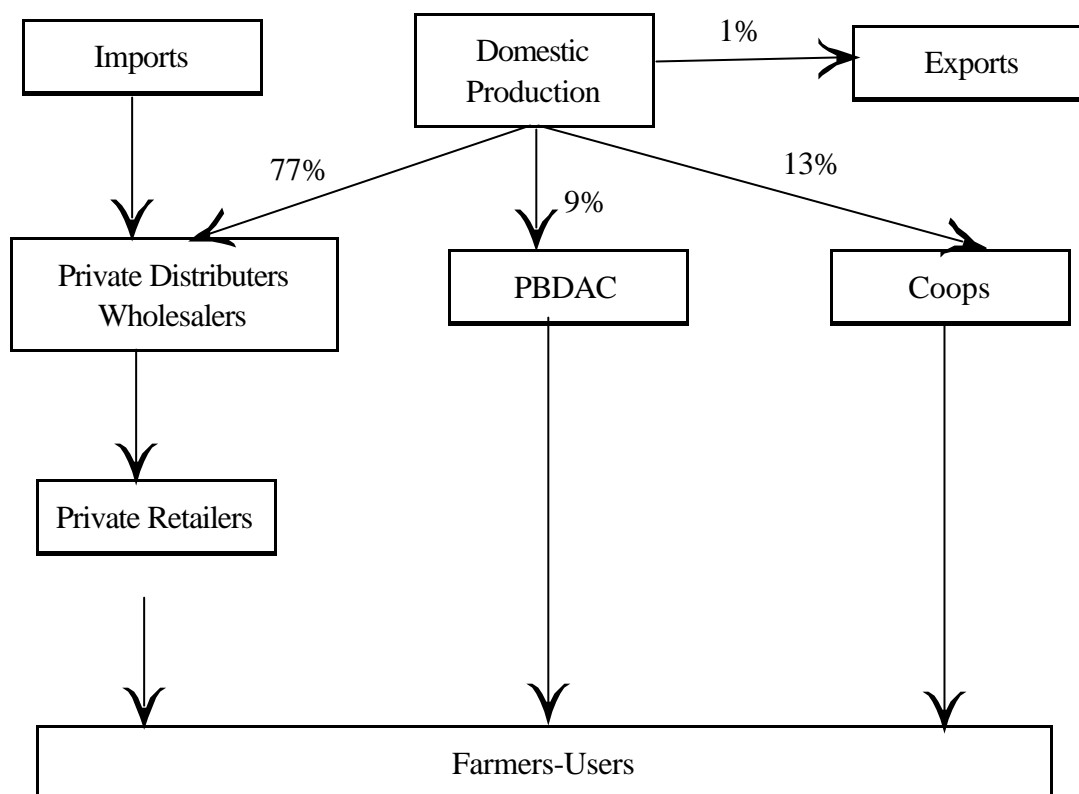 Imports
Domestic
Production
1%
Exports
77%
9%
13%
Private Distributers
Wholesalers
PBDAC
Coops
Private Retailers
Farmers-Users